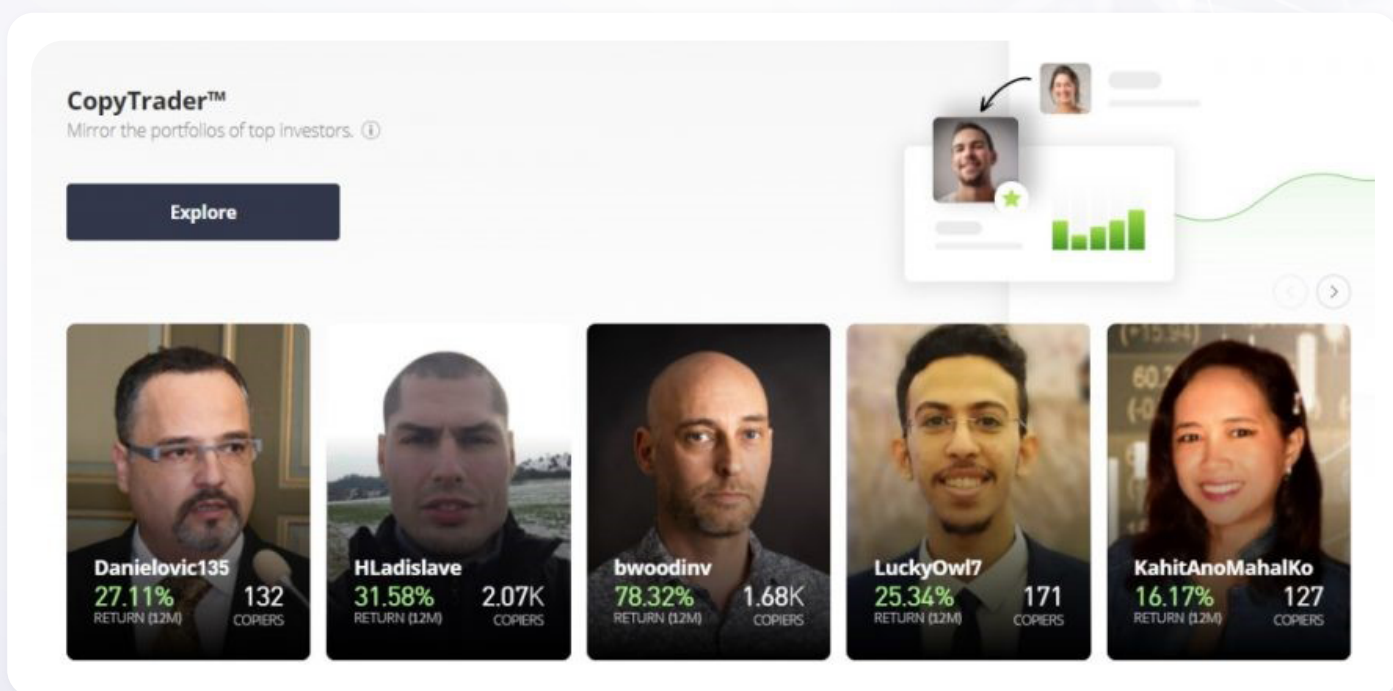 CopyTrader™
Mirror the portfolios of top investors. ⓘ
Explore
Danielovic135
27.11% 132
RETURN (12M) COPIERS
HLadislave
31.58% 2.07K
RETURN (12M) COPIERS
bwoodinv
78.32% 1.68K
RETURN (12M) COPIERS
LuckyOwl7
25.34% 171
RETURN (12M) COPIERS
KahitAnoMahalKo
16.17% 127
RETURN (12M) COPIERS